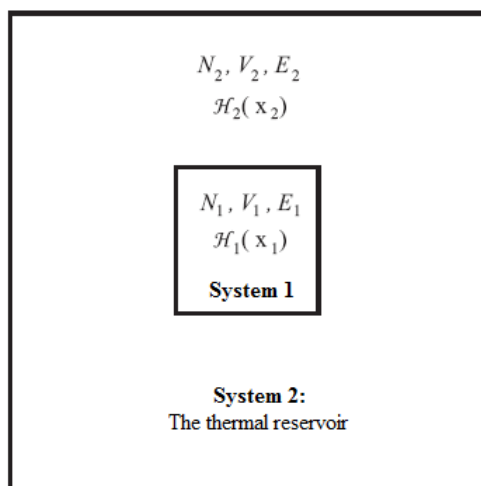 N₂, V₂, E₂
ℋ₂( x₂)
N₁, V₁, E₁
ℋ₁( x₁)
System 1
System 2:
The thermal reservoir